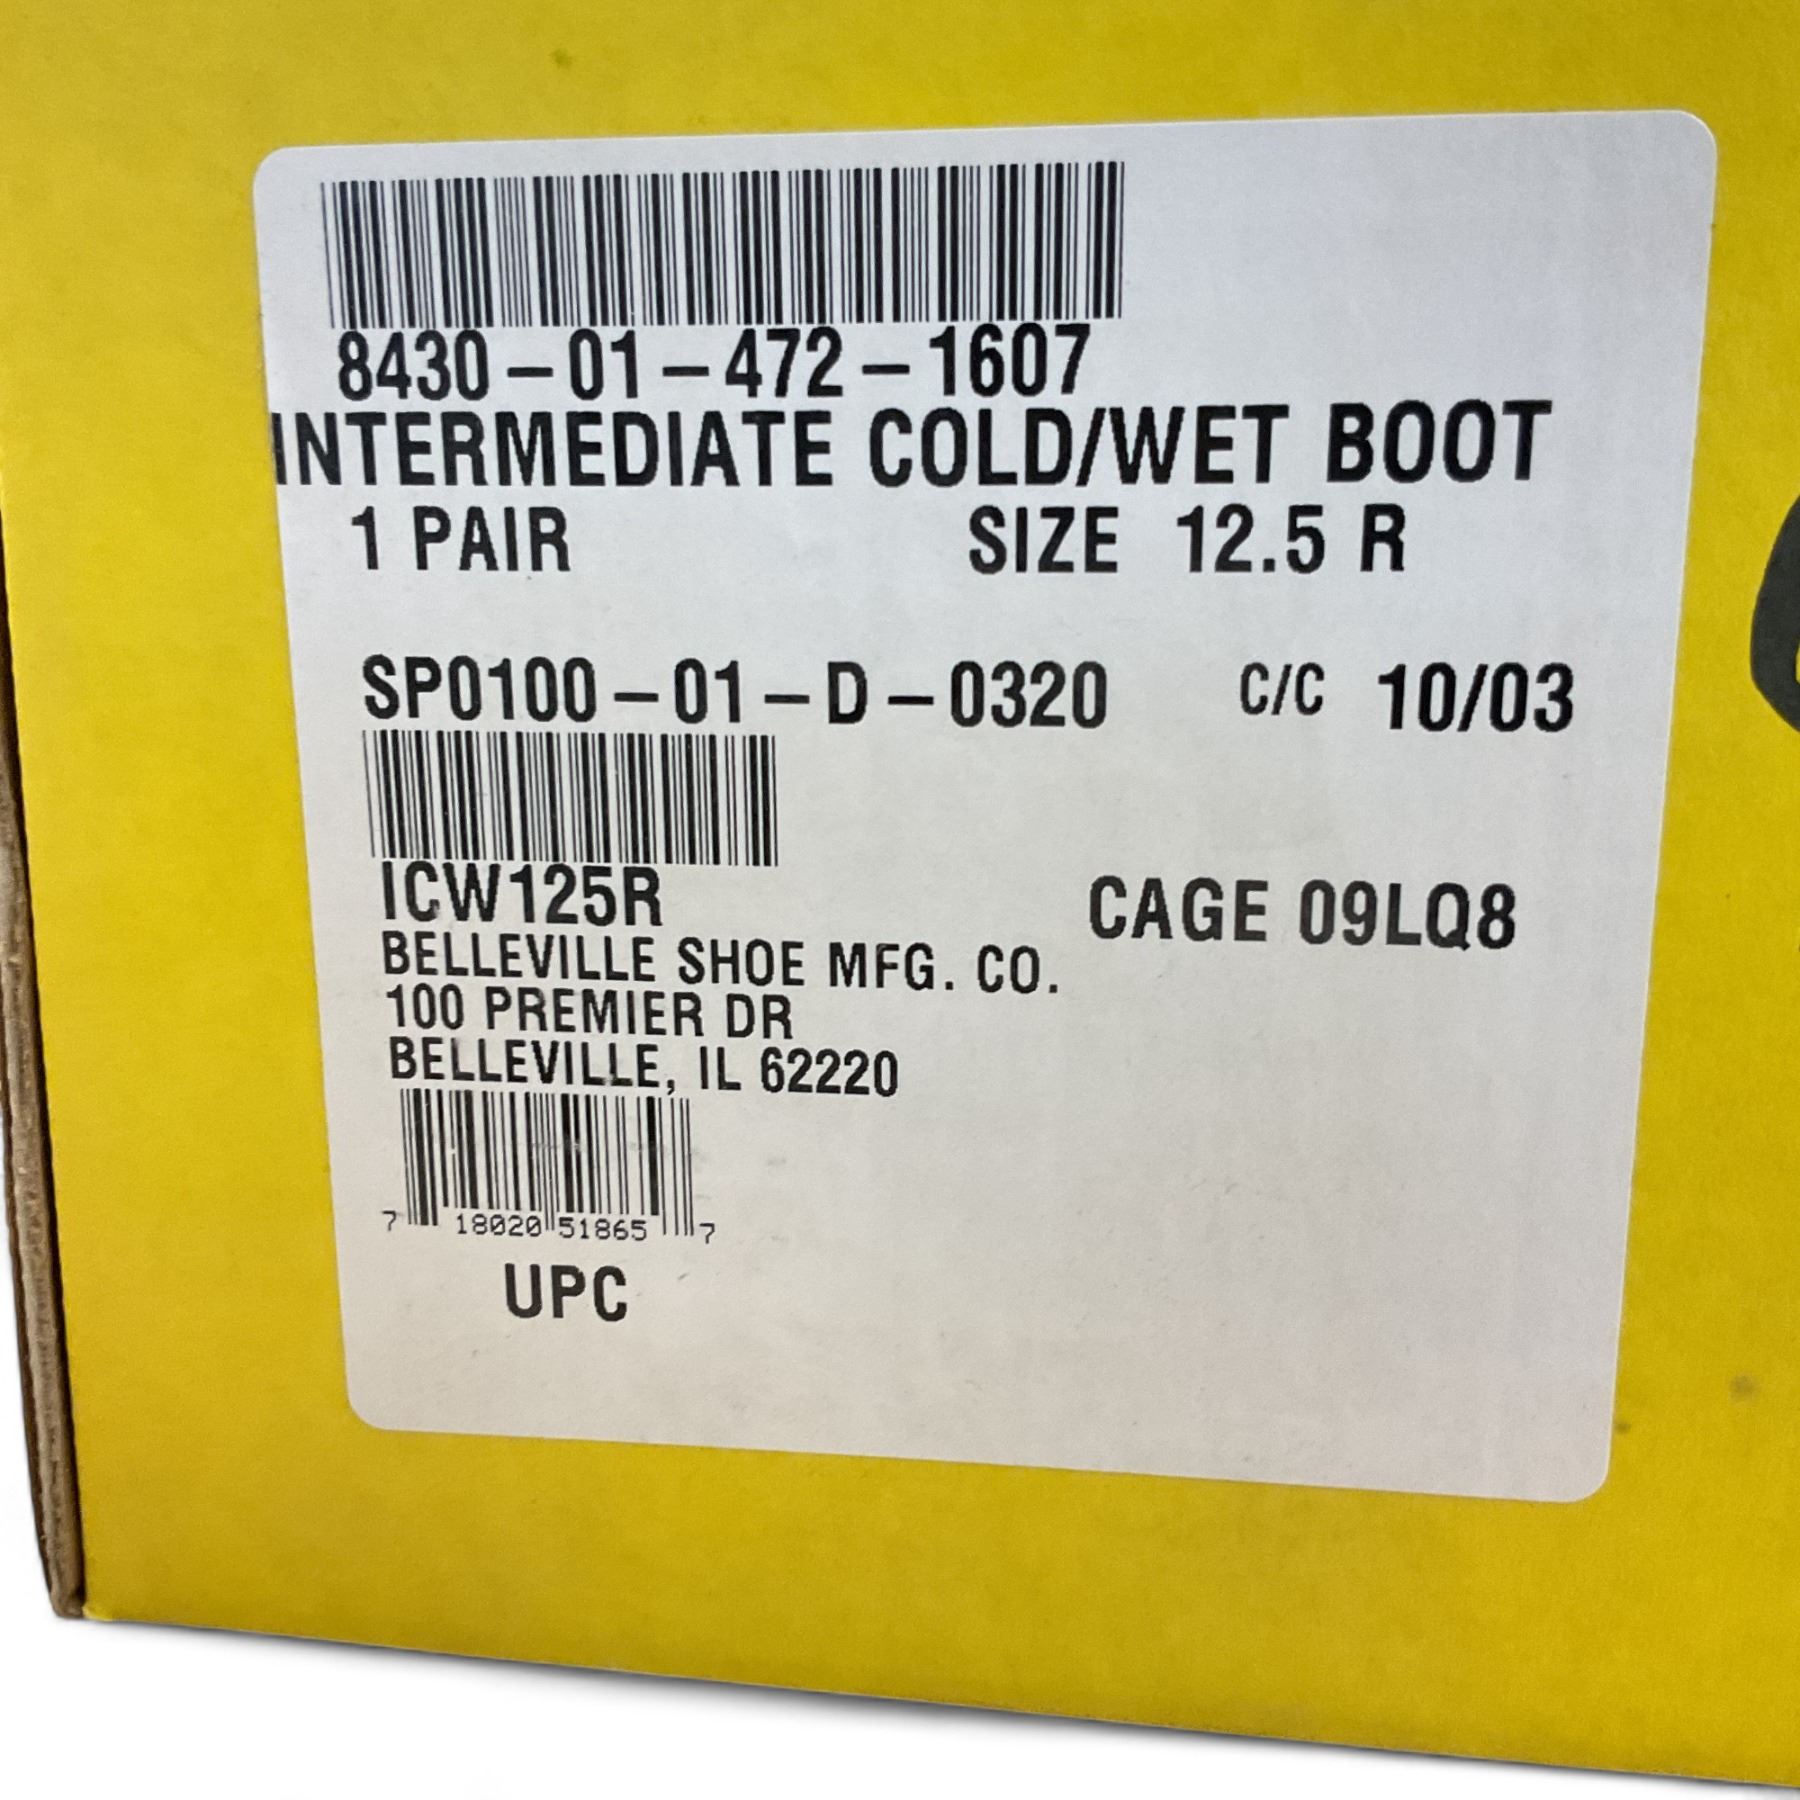 8430-01-472-1607
INTERMEDIATE COLD/WET BOOT
1 PAIR SIZE 12.5 R
SP0100-01-D-0320 C/C 10/03
ICW125R
CAGE 09LQ8
BELLEVILLE SHOE MFG. CO.
100 PREMIER DR
BELLEVILLE, IL 62220
7 18020 51865 7
UPC